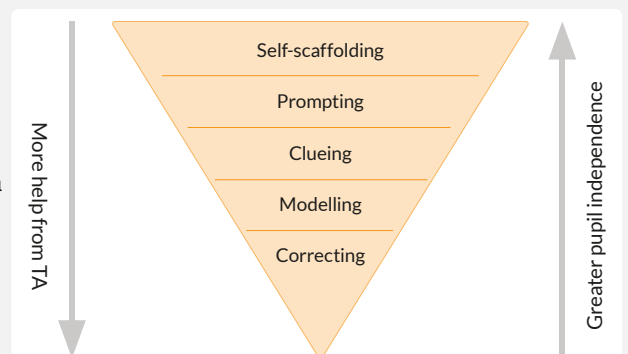 Self-scaffolding
Prompting
Clueing
Modelling
Correcting
More help from TA
Greater pupil independence